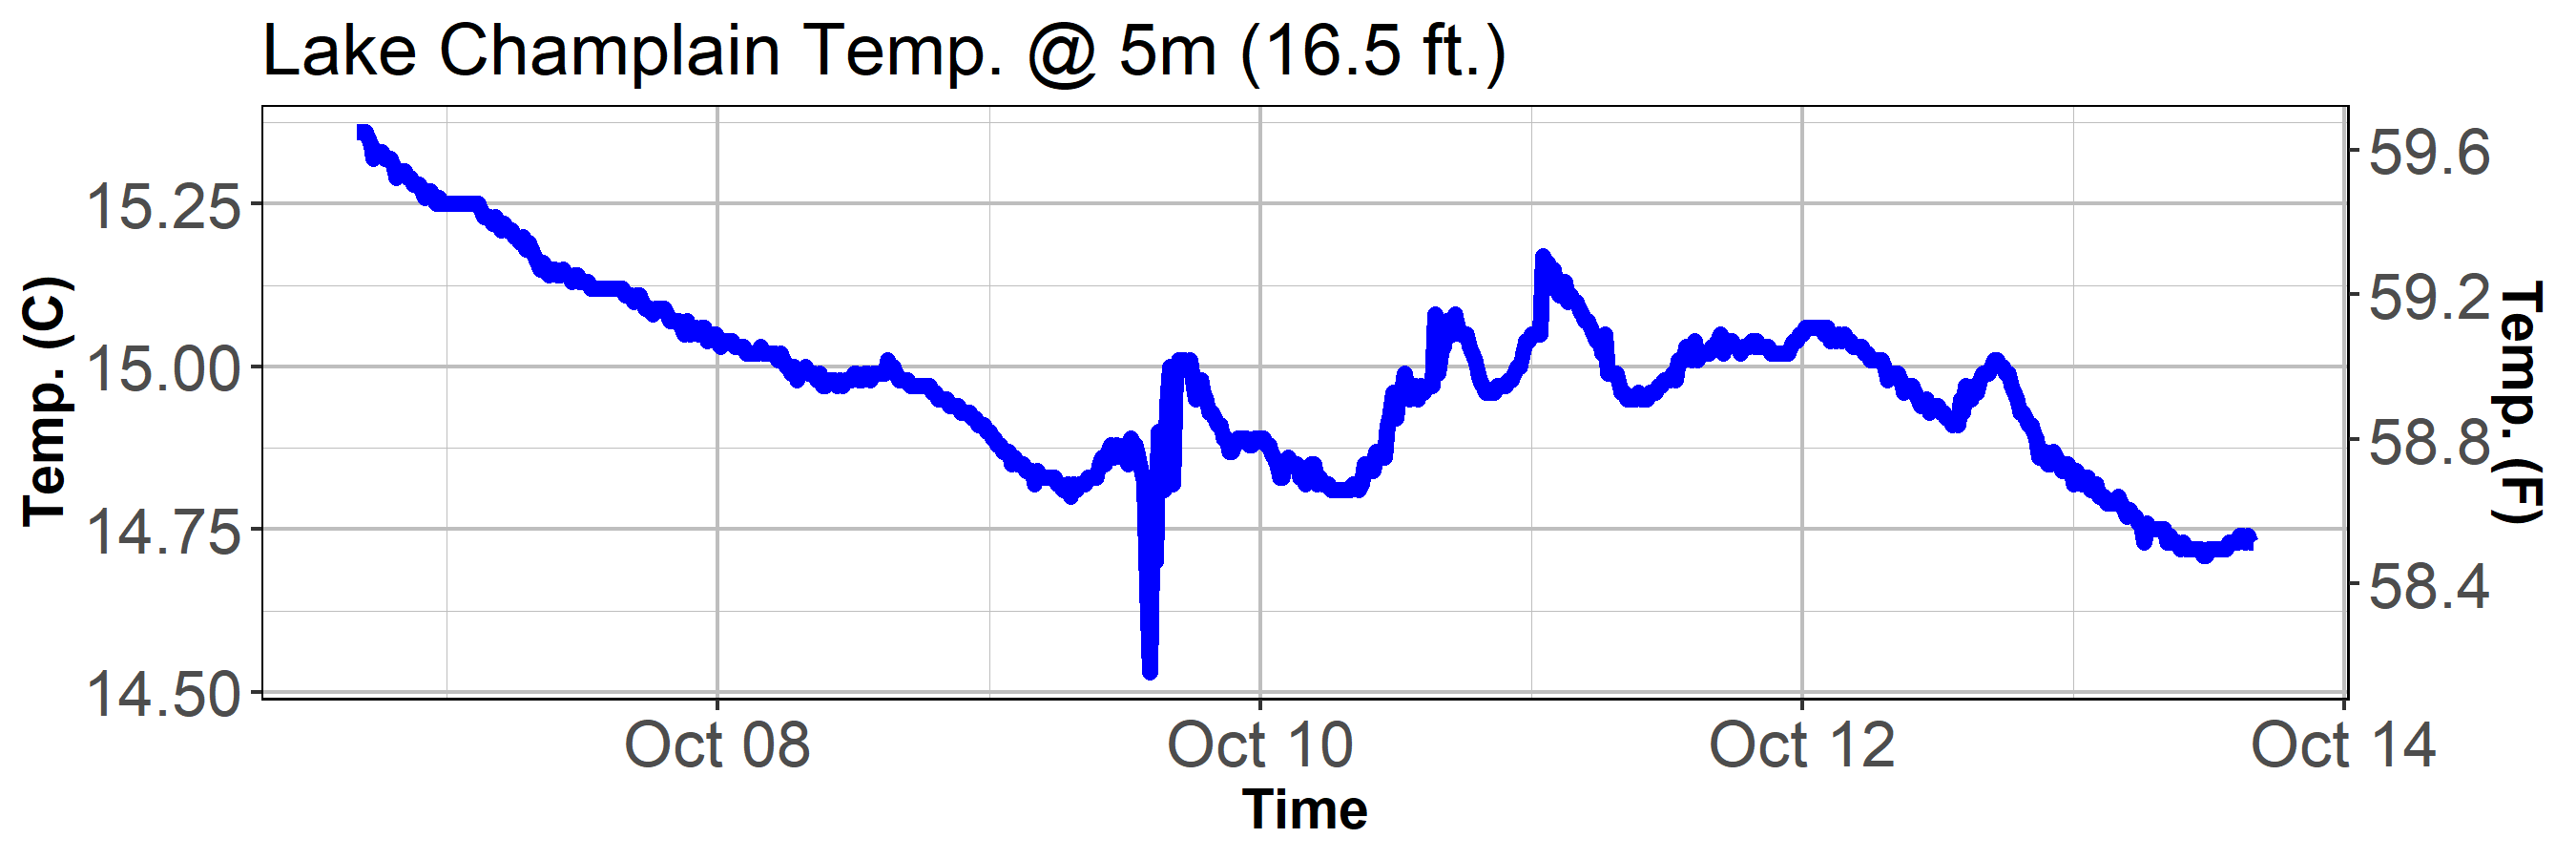 Lake Champlain Temp. @ 5m (16.5 ft.)
Temp. (C)
15.25
15.00
14.75
14.50
59.6
59.2
58.8
58.4
Temp. (F)
Oct 08
Oct 10
Oct 12
Oct 14
Time